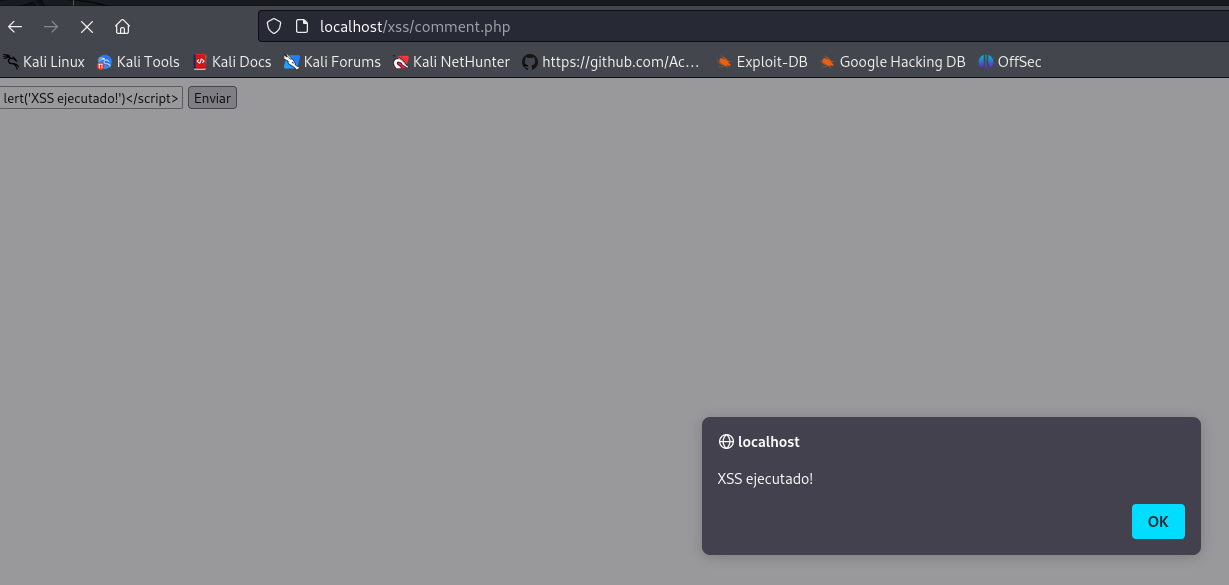 localhost/xss/comment.php
Kali Linux Kali Tools Kali Docs Kali Forums Kali NetHunter https://github.com/Ac… Exploit-DB Google Hacking DB OffSec
lert('XSS ejecutado!')</script> Enviar
localhost
XSS ejecutado!
OK